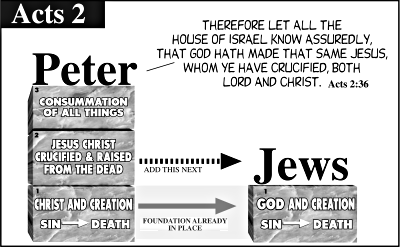 Acts 2
THEREFORE LET ALL THE
HOUSE OF ISRAEL KNOW ASSUREDLY,
THAT GOD HATH MADE THAT SAME JESUS,
WHOM YE HAVE CRUCIFIED, BOTH
LORD AND CHRIST. Acts 2:36
Peter
3
CONSUMMATION
OF ALL THINGS
2
JESUS CHRIST
CRUCIFIED & RAISED
FROM THE DEAD
ADD THIS NEXT
Jews
1
CHRIST AND CREATION
SIN DEATH
FOUNDATION ALREADY
IN PLACE
1
GOD AND CREATION
SIN DEATH